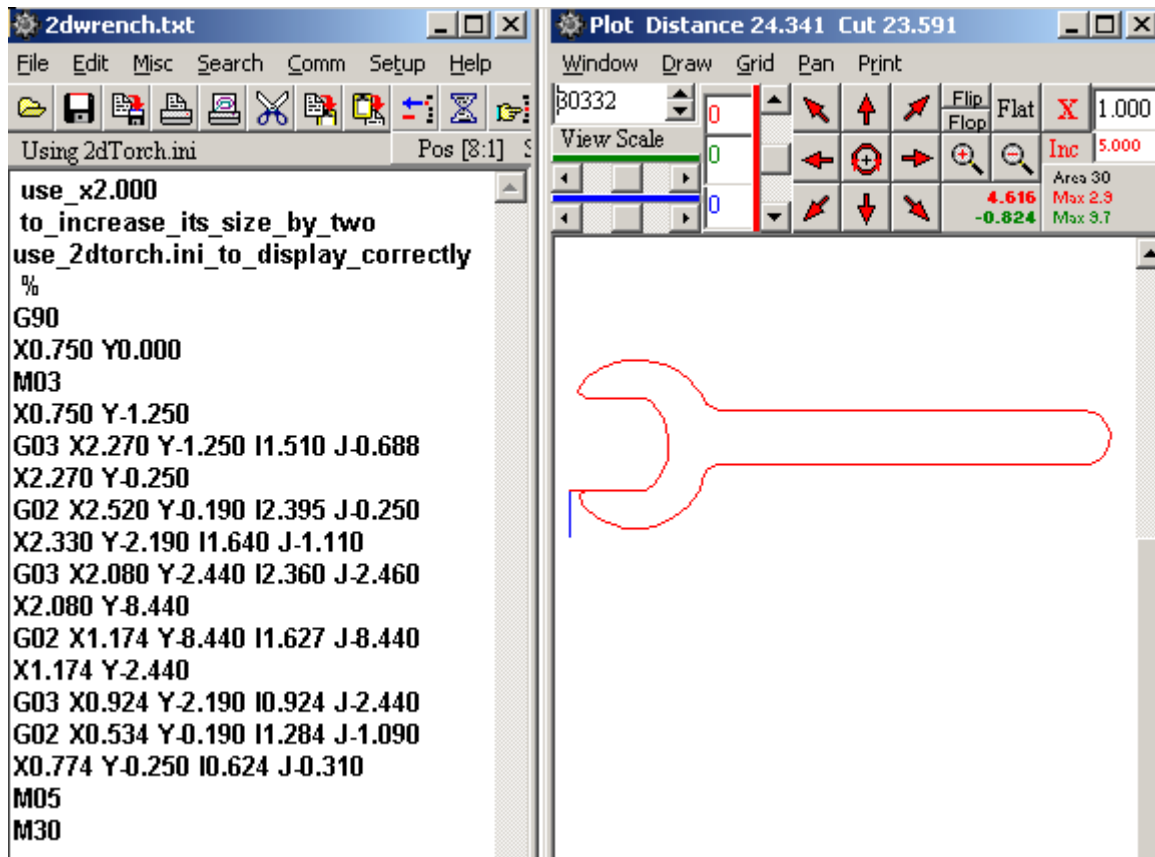 2dwrench.txt
File Edit Misc Search Comm Setup Help
Using 2dTorch.ini Pos [8:1]
use_x2.000
to_increase_its_size_by_two
use_2dtorch.ini_to_display_correctly
%
G90
X0.750 Y0.000
M03
X0.750 Y-1.250
G03 X2.270 Y-1.250 I1.510 J-0.688
X2.270 Y-0.250
G02 X2.520 Y-0.190 I2.395 J-0.250
X2.330 Y-2.190 I1.640 J-1.110
G03 X2.080 Y-2.440 I2.360 J-2.460
X2.080 Y-8.440
G02 X1.174 Y-8.440 I1.627 J-8.440
X1.174 Y-2.440
G03 X0.924 Y-2.190 I0.924 J-2.440
G02 X0.534 Y-0.190 I1.284 J-1.090
X0.774 Y-0.250 I0.624 J-0.310
M05
M30
Plot Distance 24.341 Cut 23.591
Window Draw Grid Pan Print
30332
View Scale
0
0
0
Flip
Flop
Flat
X
1.000
Inc
5.000
Area 30
4.616 Max 2.9
-0.824 Max 9.7